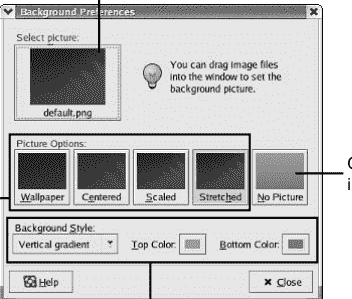 Background Preferences
Select picture:
You can drag image files
into the window to set the
background picture.
default.png
Picture Options:
Wallpaper Centered Scaled Stretched No Picture
Background Style:
Vertical gradient Top Color: Bottom Color:
Help Close